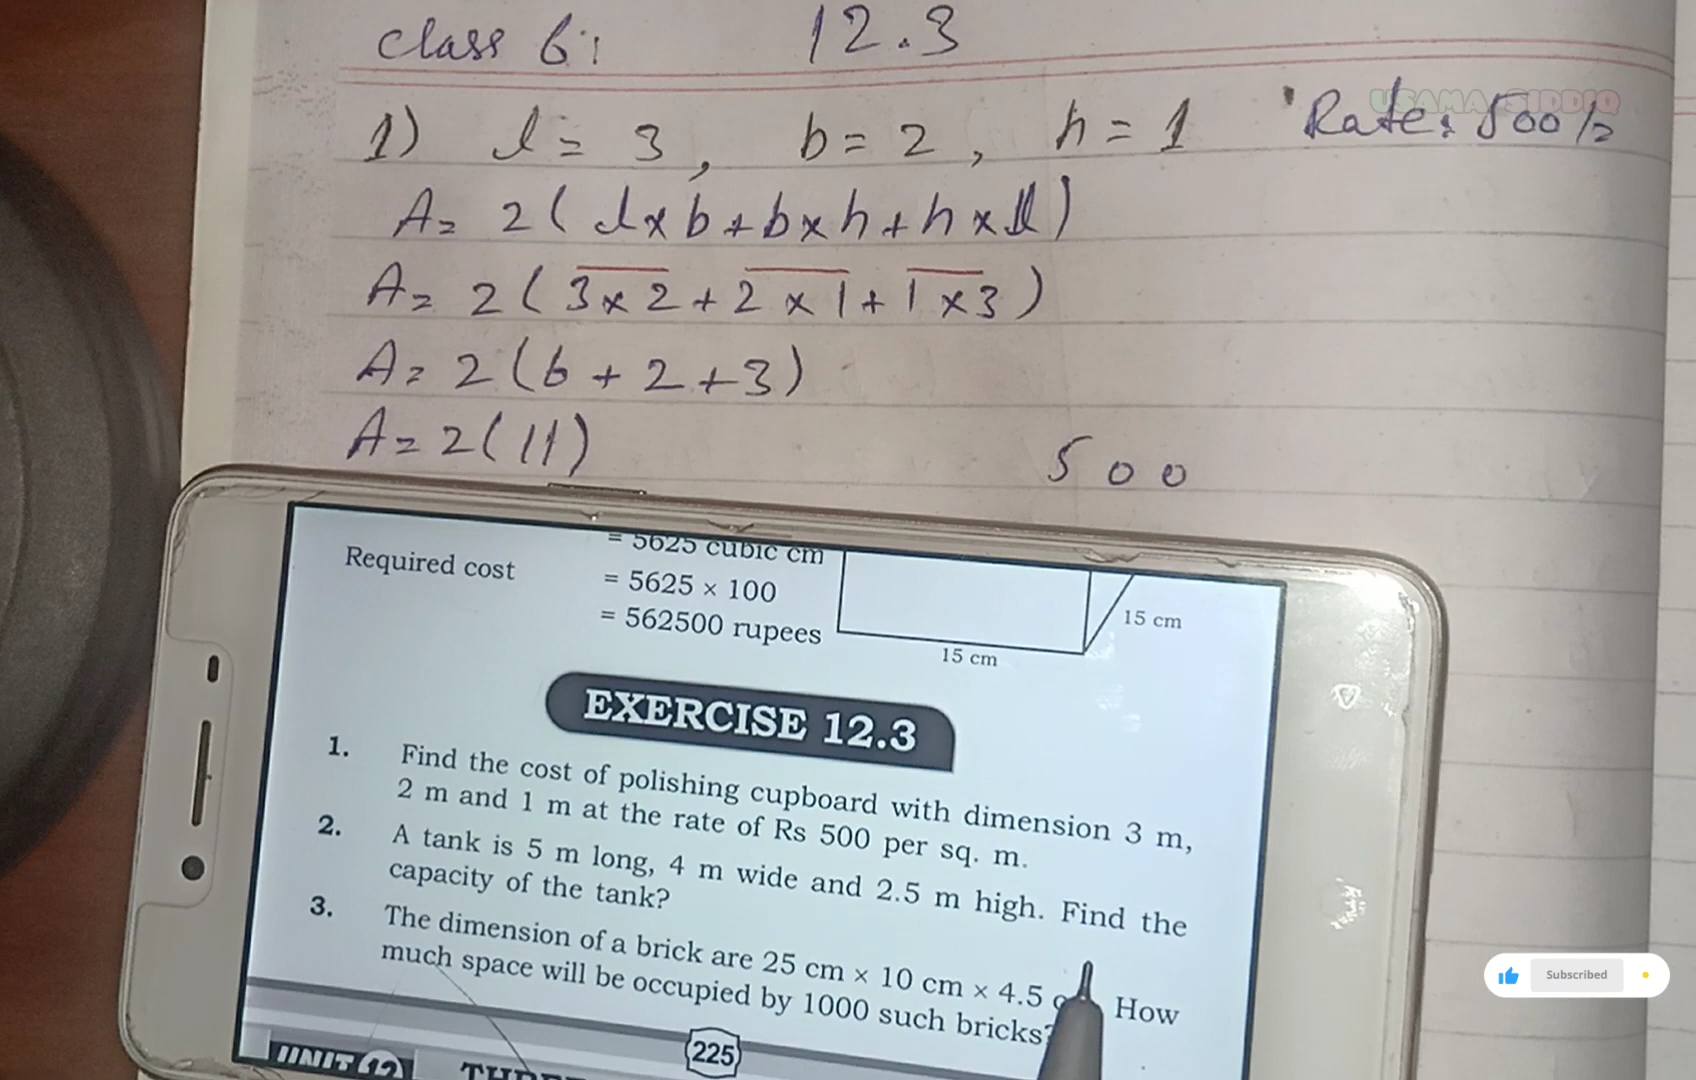 Class 6: 12.3
USAMA SIDDIQ
1) l = 3, b = 2, h = 1 Rate: 500/2
A= 2(l×b+b×h+h×l)
A= 2(3×2+2×1+1×3)
A= 2(6+2+3)
A= 2(11)
500
= 5625 cubic cm
Required cost = 5625 × 100
= 562500 rupees
15 cm
15 cm
EXERCISE 12.3
1. Find the cost of polishing cupboard with dimension 3 m,
2 m and 1 m at the rate of Rs 500 per sq. m.
2. A tank is 5 m long, 4 m wide and 2.5 m high. Find the
capacity of the tank?
3. The dimension of a brick are 25 cm × 10 cm × 4.5 How
much space will be occupied by 1000 such bricks?
225
UNIT 12
Subscribed